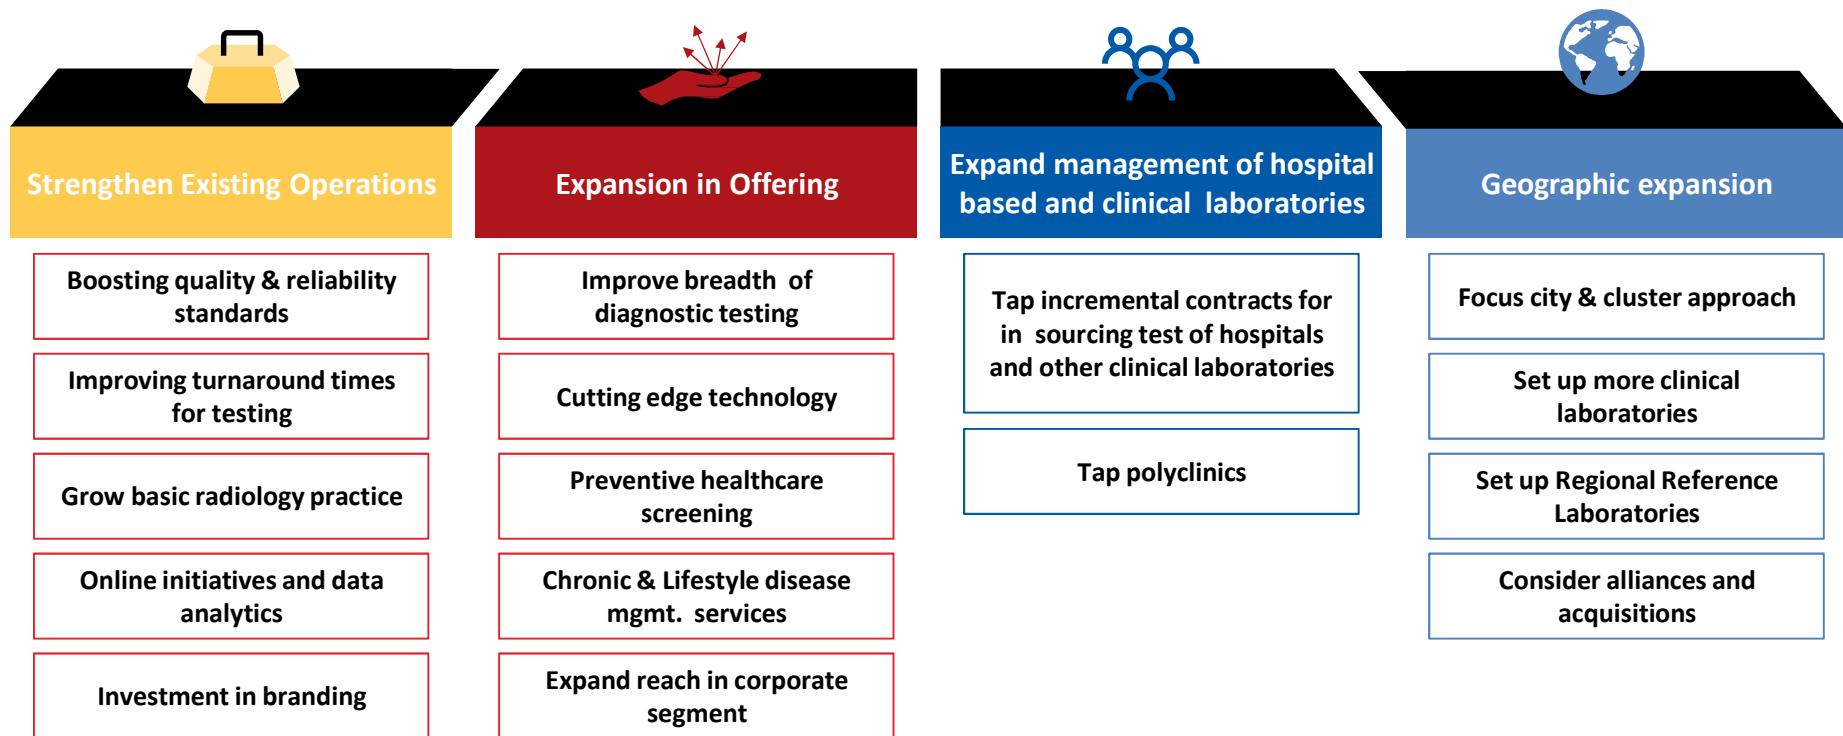 Strengthen Existing Operations
Boosting quality & reliability
standards
Improving turnaround times
for testing
Grow basic radiology practice
Online initiatives and data
analytics
Investment in branding
Expansion in Offering
Improve breadth of
diagnostic testing
Cutting edge technology
Preventive healthcare
screening
Chronic & Lifestyle disease
mgmt. services
Expand reach in corporate
segment
Expand management of hospital
based and clinical laboratories
Tap incremental contracts for
in sourcing test of hospitals
and other clinical laboratories
Tap polyclinics
Geographic expansion
Focus city & cluster approach
Set up more clinical
laboratories
Set up Regional Reference
Laboratories
Consider alliances and
acquisitions